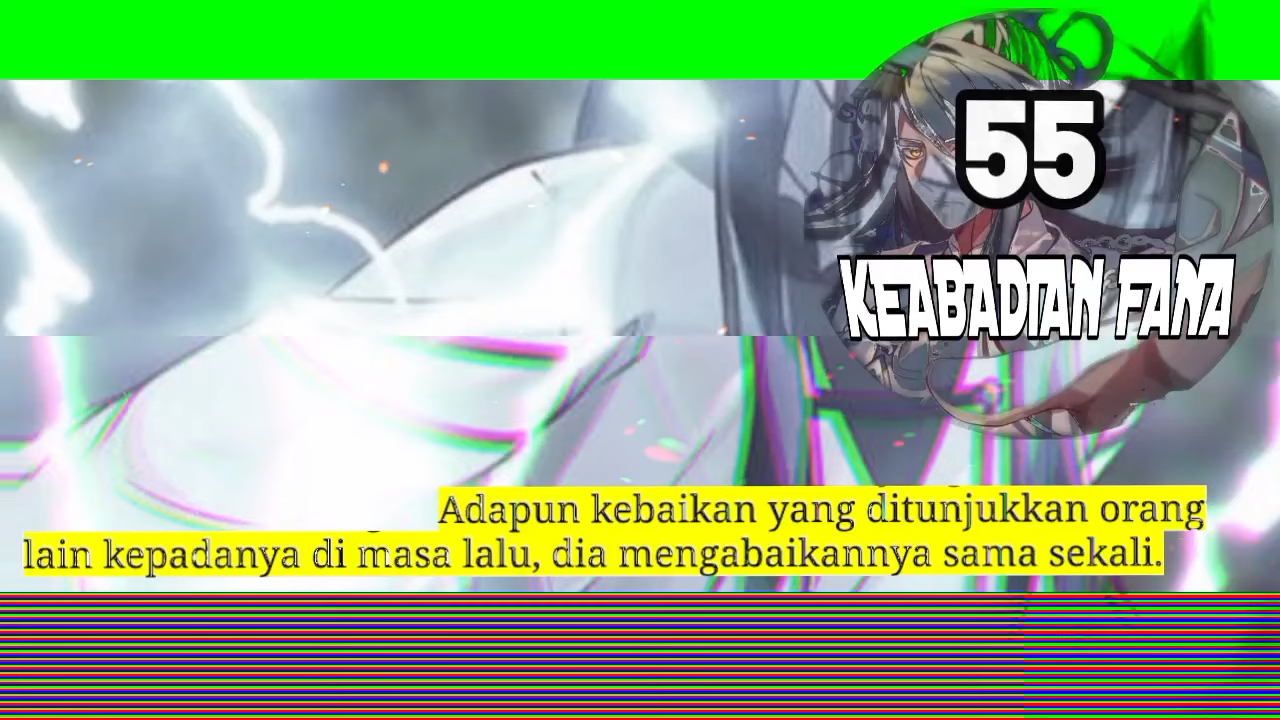 55
KEABADIAN FANA
Adapun kebaikan yang ditunjukkan orang
lain kepadanya di masa lalu, dia mengabaikannya sama sekali.